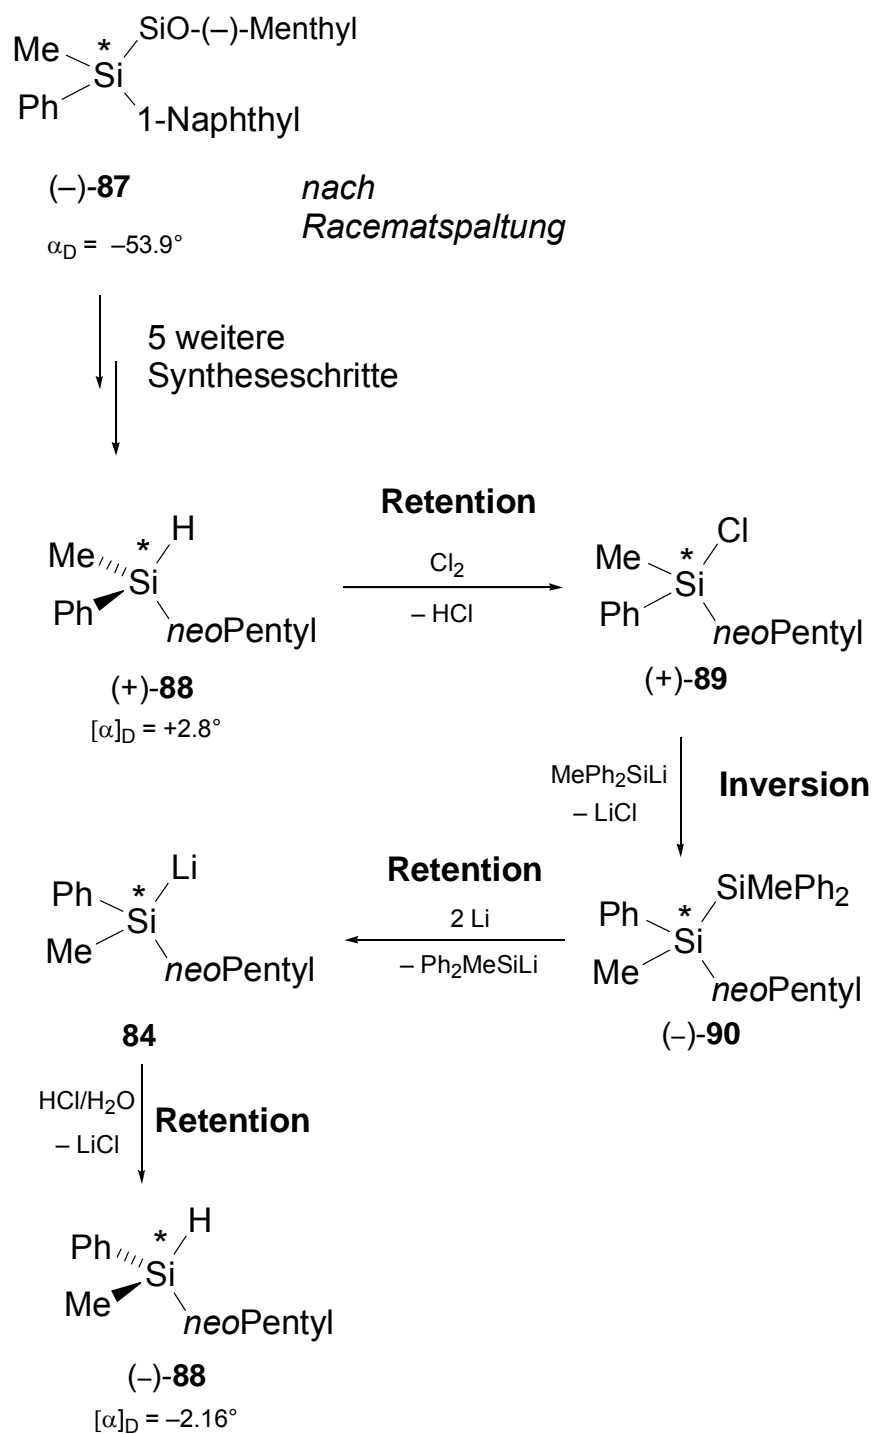 SiO-(–)-Menthyl
Me
*
Si
Ph
1-Naphthyl
(–)-87
nach
Racematspaltung
αD = –53.9°
5 weitere
Syntheseschritte
Retention
H
Me
*
Si
Ph
neoPentyl
Cl2
– HCl
Cl
Me
*
Si
Ph
neoPentyl
(+)-88
[α]D = +2.8°
(+)-89
MePh2SiLi
– LiCl
Inversion
Retention
Li
Ph
*
Si
Me
neoPentyl
2 Li
– Ph2MeSiLi
SiMePh2
Ph
*
Si
Me
neoPentyl
84
(–)-90
HCl/H2O
– LiCl
Retention
H
Ph
*
Si
Me
neoPentyl
(–)-88
[α]D = –2.16°